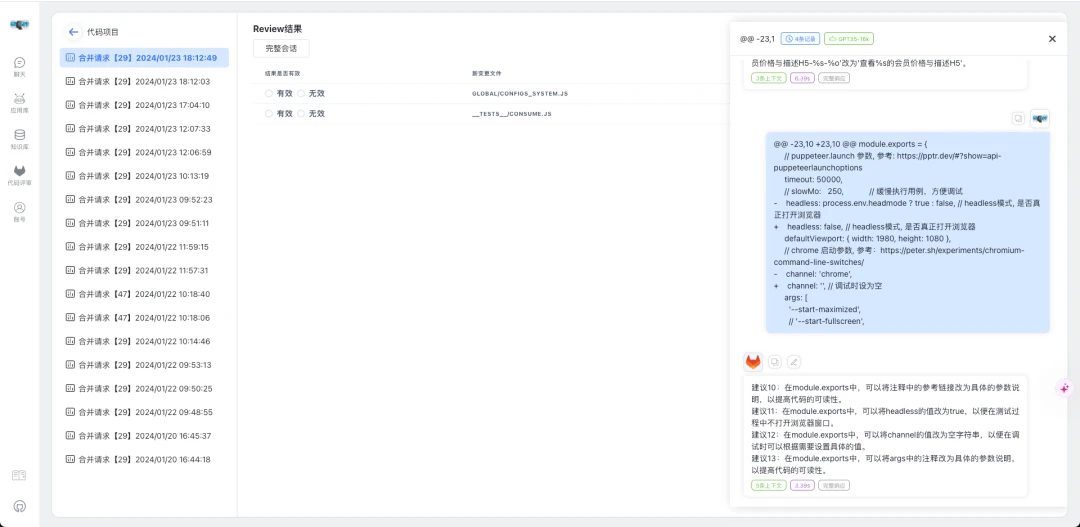 聊天
应用库
知识库
代码评审
账号
代码项目
合并请求【29】2024/01/23 18:12:49
合并请求【29】2024/01/23 18:12:03
合并请求【29】2024/01/23 17:04:10
合并请求【29】2024/01/23 12:07:33
合并请求【29】2024/01/23 12:06:59
合并请求【29】2024/01/23 10:13:19
合并请求【29】2024/01/23 09:52:23
合并请求【29】2024/01/23 09:51:11
合并请求【29】2024/01/22 11:59:15
合并请求【29】2024/01/22 11:57:31
合并请求【47】2024/01/22 10:18:40
合并请求【47】2024/01/22 10:18:06
合并请求【29】2024/01/22 10:14:46
合并请求【29】2024/01/22 09:53:13
合并请求【29】2024/01/22 09:50:25
合并请求【29】2024/01/22 09:48:55
合并请求【29】2024/01/20 16:45:37
合并请求【29】2024/01/20 16:44:18
Review结果
完整会话
结果是否有效 新变更文件
有效 无效 GLOBAL/CONFIGS_SYSTEM.JS
有效 无效 __TESTS__/CONSUME.JS
@@ -23,1 4条记录 GPT35-16k
员价格与描述H5-%s-%o'改为'查看%s的会员价格与描述H5'。
3条上下文 6.39s 完整响应
@@ -23,10 +23,10 @@ module.exports = {
// puppeteer.launch 参数, 参考: https://pptr.dev/#?show=api-
puppeteerlaunchoptions
timeout: 50000,
// slowMo: 250, // 缓慢执行用例，方便调试
- headless: process.env.headmode ? true : false, // headless模式, 是否真
正打开浏览器
+ headless: false, // headless模式, 是否真正打开浏览器
defaultViewport: { width: 1980, height: 1080 },
// chrome 启动参数, 参考：https://peter.sh/experiments/chromium-
command-line-switches/
- channel: 'chrome',
+ channel: '', // 调试时设为空
args: [
'--start-maximized',
// '--start-fullscreen',
建议10：在module.exports中，可以将注释中的参考链接改为具体的参数说
明，以提高代码的可读性。
建议11：在module.exports中，可以将headless的值改为true，以便在测试过
程中不打开浏览器窗口。
建议12：在module.exports中，可以将channel的值改为空字符串，以便在调
试时可以根据需要设置具体的值。
建议13：在module.exports中，可以将args中的注释改为具体的参数说明，
以提高代码的可读性。
5条上下文 3.39s 完整响应